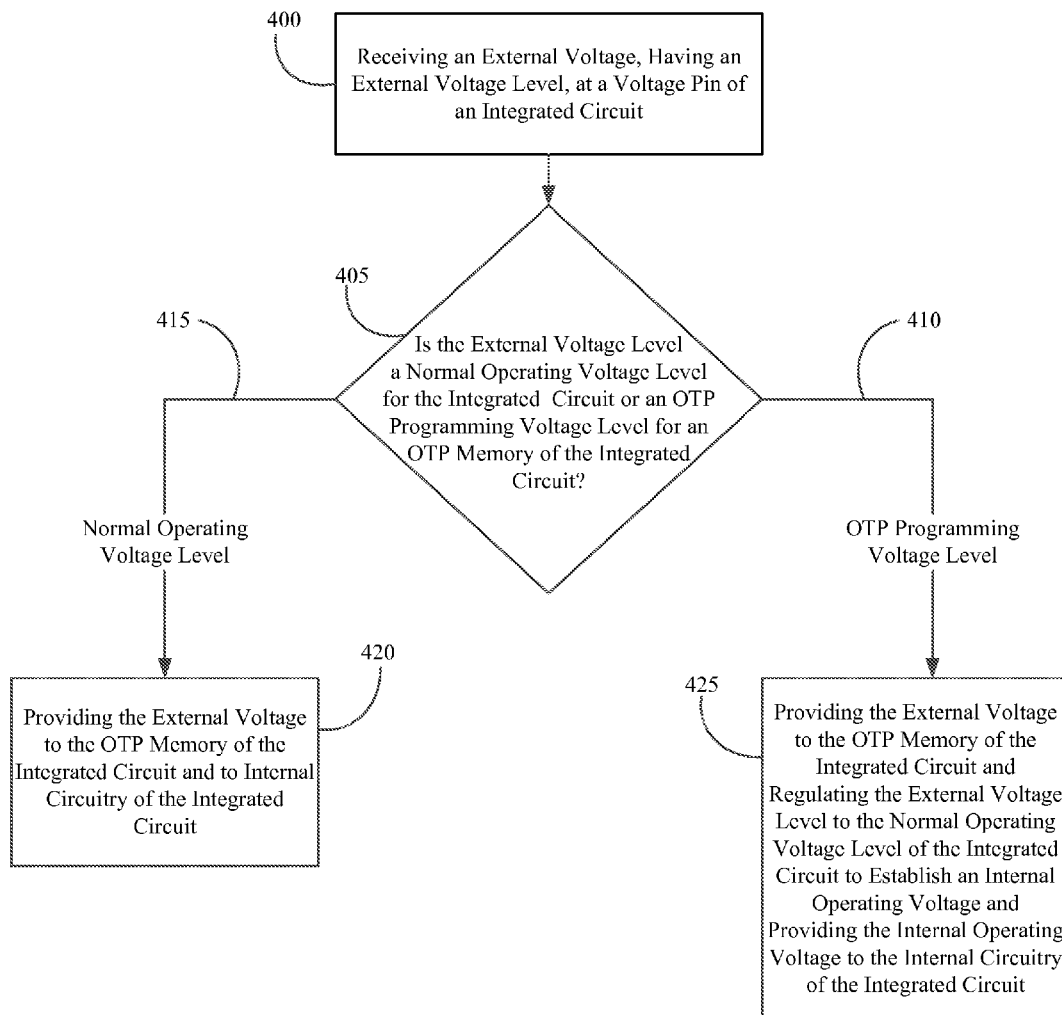 400
Receiving an External Voltage, Having an
External Voltage Level, at a Voltage Pin of
an Integrated Circuit
405
415
410
Is the External Voltage Level
a Normal Operating Voltage Level
for the Integrated Circuit or an OTP
Programming Voltage Level for an
OTP Memory of the Integrated
Circuit?
Normal Operating
Voltage Level
OTP Programming
Voltage Level
420
Providing the External Voltage
to the OTP Memory of the
Integrated Circuit and to Internal
Circuitry of the Integrated
Circuit
425
Providing the External Voltage
to the OTP Memory of the
Integrated Circuit and
Regulating the External Voltage
Level to the Normal Operating
Voltage Level of the Integrated
Circuit to Establish an Internal
Operating Voltage and
Providing the Internal Operating
Voltage to the Internal Circuitry
of the Integrated Circuit